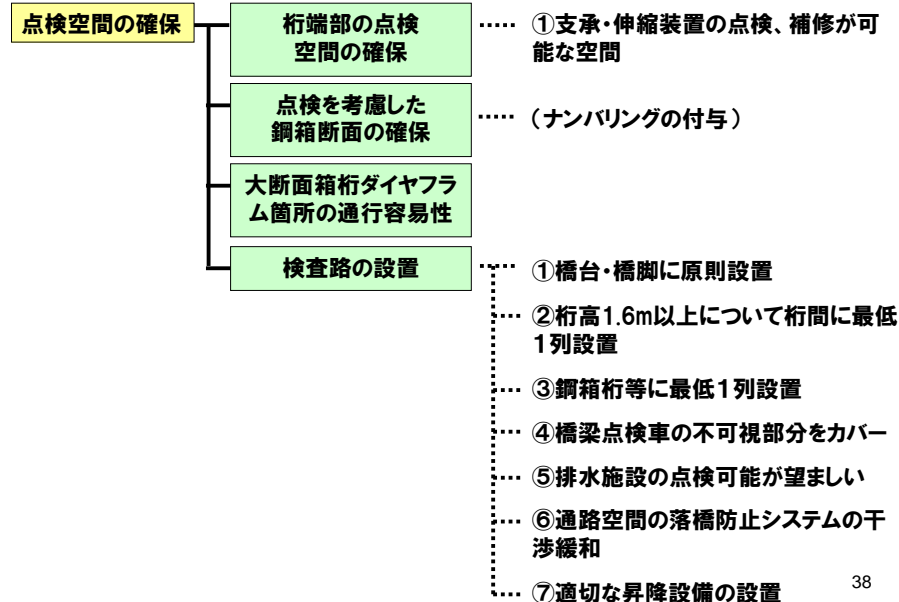 点検空間の確保
桁端部の点検
空間の確保
①支承・伸縮装置の点検、補修が可
能な空間
点検を考慮した
鋼箱断面の確保
（ナンバリングの付与）
大断面箱桁ダイヤフラ
ム箇所の通行容易性
検査路の設置
①橋台・橋脚に原則設置
②桁高1.6m以上について桁間に最低
１列設置
③鋼箱桁等に最低１列設置
④橋梁点検車の不可視部分をカバー
⑤排水施設の点検可能が望ましい
⑥通路空間の落橋防止システムの干
渉緩和
⑦適切な昇降設備の設置
38